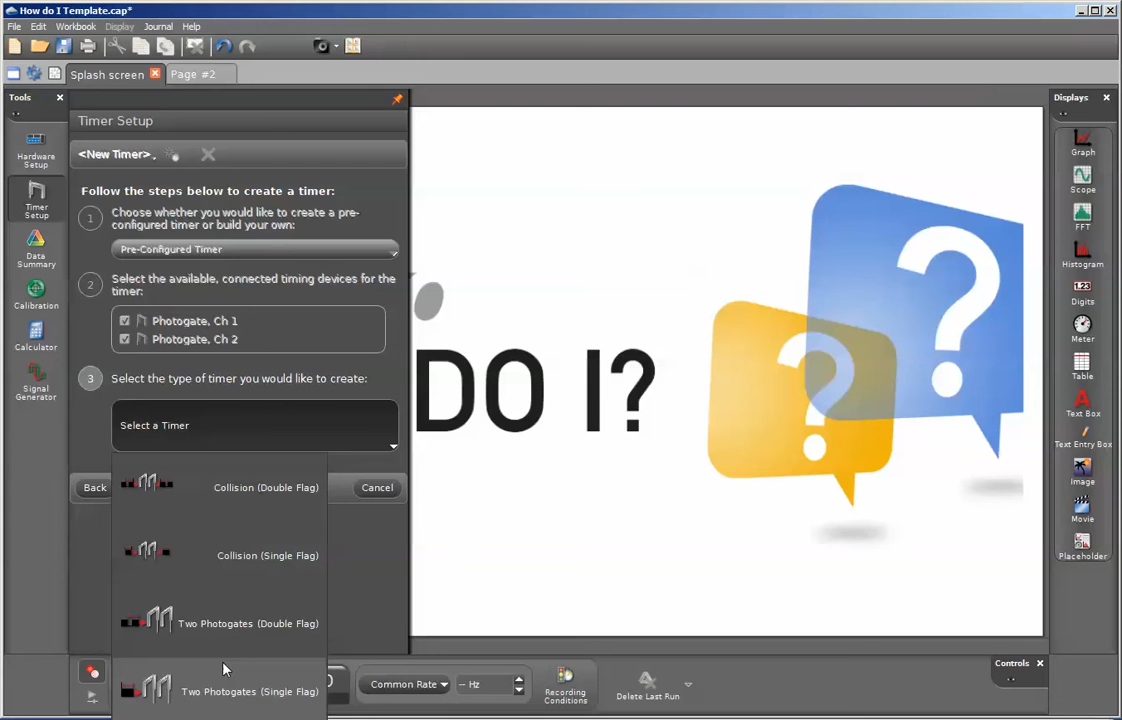 How do I Template.cap*
File Edit Workbook Display Journal Help
Splash screen Page #2
Tools
Hardware
Setup
Timer
Setup
Data
Summary
Calibration
Calculator
Signal
Generator
Timer Setup
<New Timer>
Follow the steps below to create a timer:
1 Choose whether you would like to create a pre-
configured timer or build your own:
Pre-Configured Timer
2 Select the available, connected timing devices for the
timer:
Photogate, Ch 1
Photogate, Ch 2
3 Select the type of timer you would like to create:
Select a Timer
Back Cancel
Collision (Double Flag)
Collision (Single Flag)
Two Photogates (Double Flag)
Two Photogates (Single Flag)
DO I?
? ?
Displays
Graph
Scope
FFT
Histogram
1.23
Digits
Meter
Table
Text Box
Text Entry Box
Image
Movie
Placeholder
0 Common Rate -- Hz
Recording
Conditions
Delete Last Run
Controls